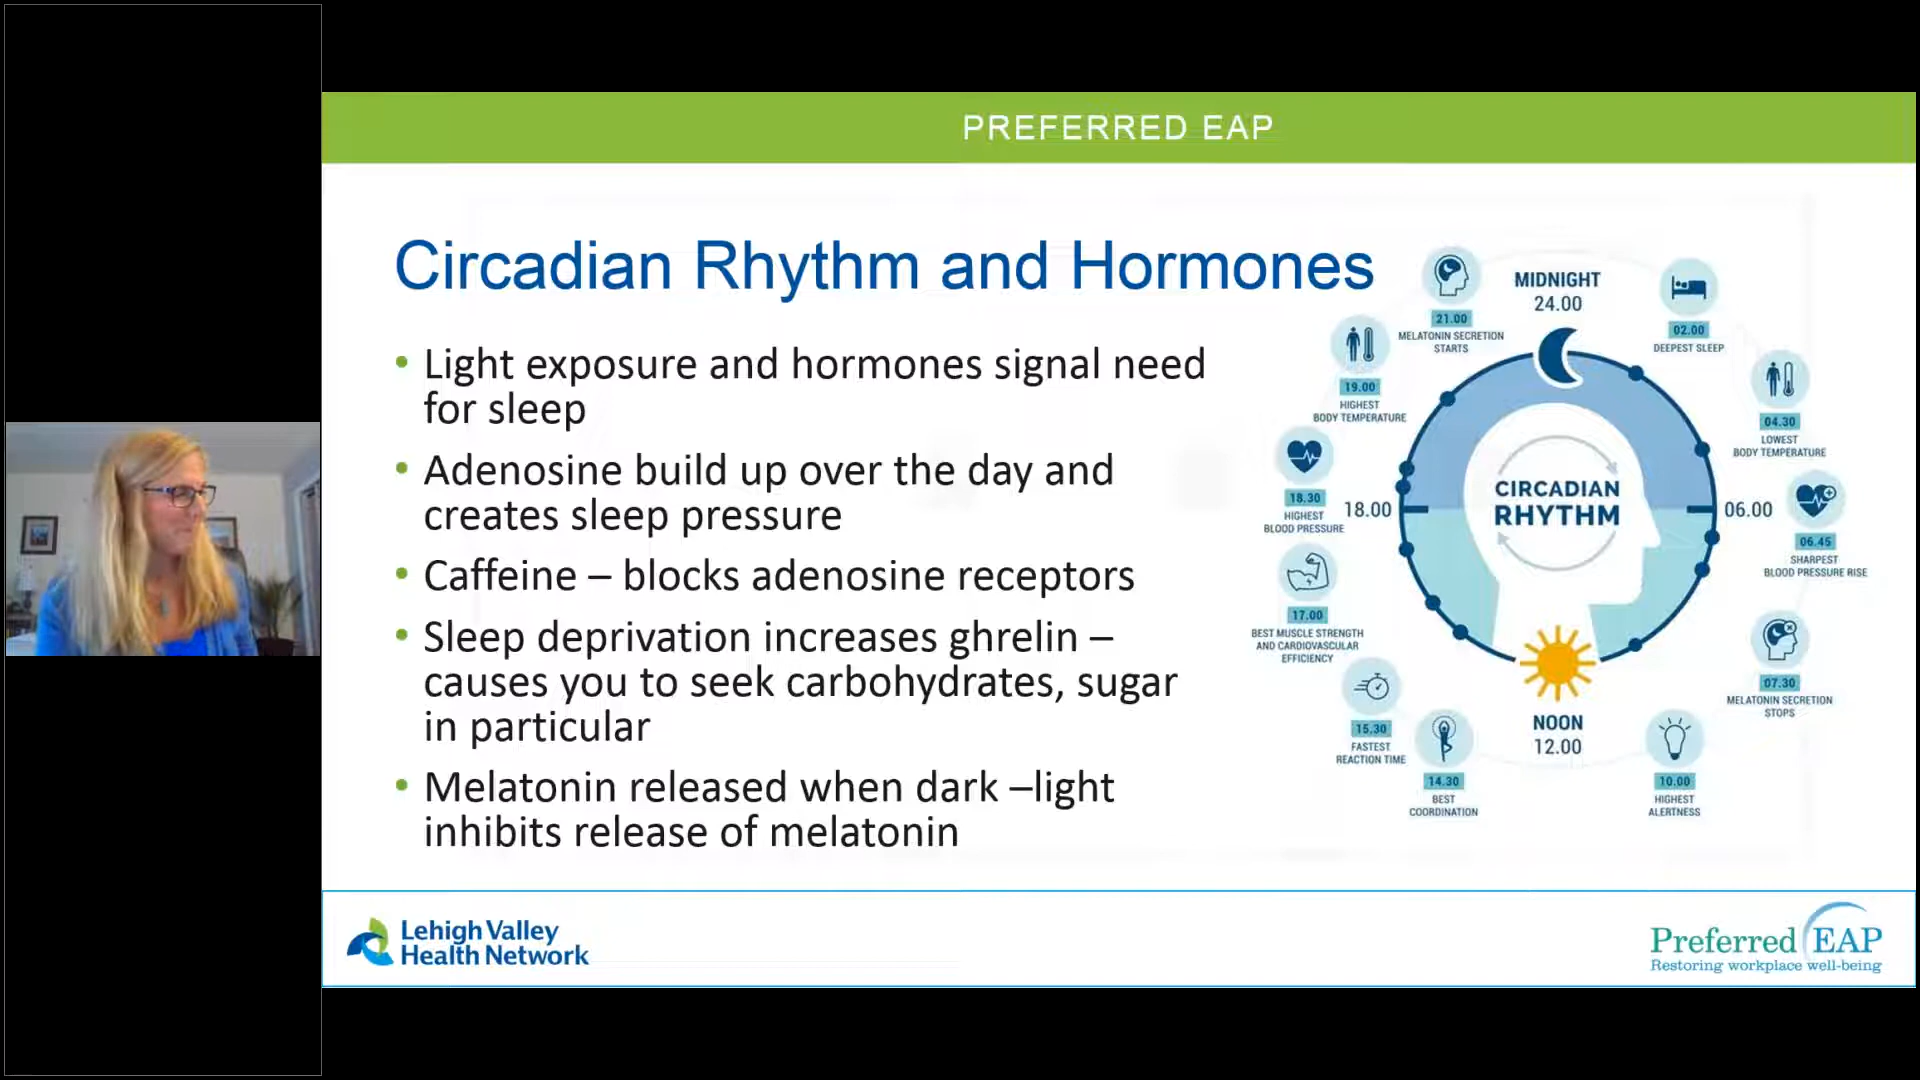 PREFERRED EAP
Circadian Rhythm and Hormones
• Light exposure and hormones signal need
for sleep
• Adenosine build up over the day and
creates sleep pressure
• Caffeine – blocks adenosine receptors
• Sleep deprivation increases ghrelin –
causes you to seek carbohydrates, sugar
in particular
• Melatonin released when dark –light
inhibits release of melatonin
MIDNIGHT
24.00
02.00
DEEPEST SLEEP
04.30
LOWEST
BODY TEMPERATURE
06.00
06.45
SHARPEST
BLOOD PRESSURE RISE
07.30
MELATONIN SECRETION
STOPS
10.00
HIGHEST
ALERTNESS
NOON
12.00
14.30
BEST
COORDINATION
15.30
FASTEST
REACTION TIME
17.00
BEST MUSCLE STRENGTH
AND CARDIOVASCULAR
EFFICIENCY
18.00
18.30
HIGHEST
BLOOD PRESSURE
19.00
HIGHEST
BODY TEMPERATURE
21.00
MELATONIN SECRETION
STARTS
CIRCADIAN
RHYTHM
Lehigh Valley
Health Network
Preferred EAP
Restoring workplace well-being